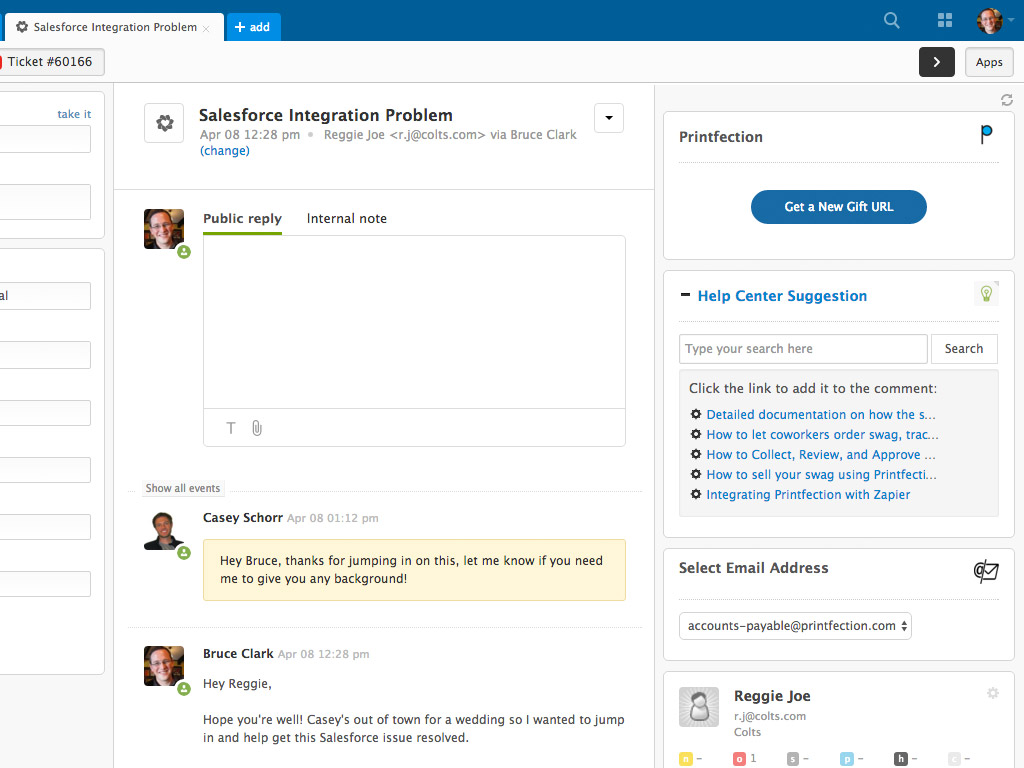 Salesforce Integration Problem ×
+ add
Ticket #60166
Apps
take it
al
Salesforce Integration Problem
Apr 08 12:28 pm • Reggie Joe <r.j@colts.com> via Bruce Clark
(change)
Public reply
Internal note
T
Show all events
Casey Schorr Apr 08 01:12 pm
Hey Bruce, thanks for jumping in on this, let me know if you need
me to give you any background!
Bruce Clark Apr 08 12:28 pm
Hey Reggie,
Hope you're well! Casey's out of town for a wedding so I wanted to jump
in and help get this Salesforce issue resolved.
Printfection
Get a New Gift URL
Help Center Suggestion
Type your search here
Search
Click the link to add it to the comment:
Detailed documentation on how the s...
How to let coworkers order swag, trac...
How to Collect, Review, and Approve ...
How to sell your swag using Printfecti...
Integrating Printfection with Zapier
Select Email Address
accounts-payable@printfection.com
Reggie Joe
r.j@colts.com
Colts
n – o 1 s – p – h – c –